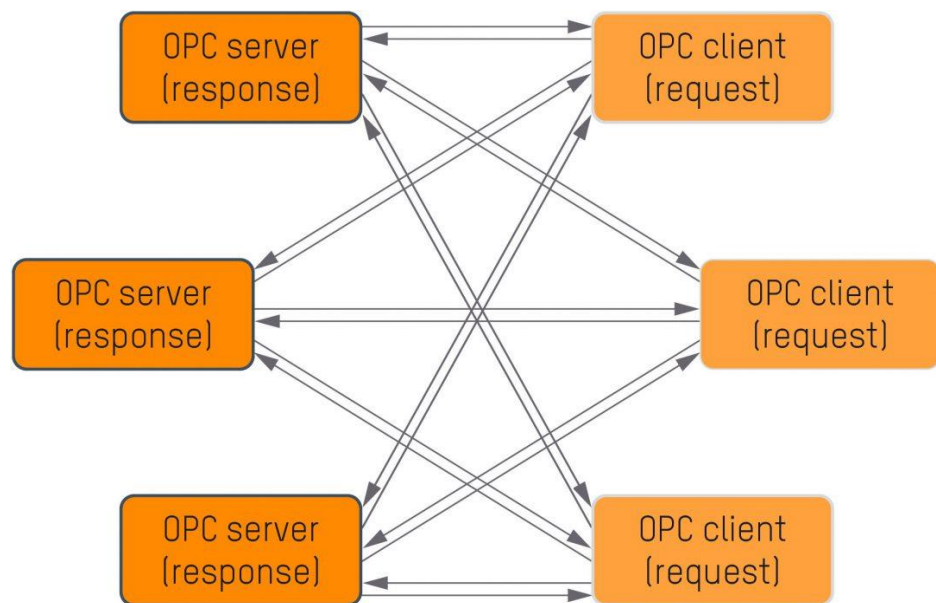 OPC server
(response)
OPC client
(request)
OPC server
(response)
OPC client
(request)
OPC server
(response)
OPC client
(request)